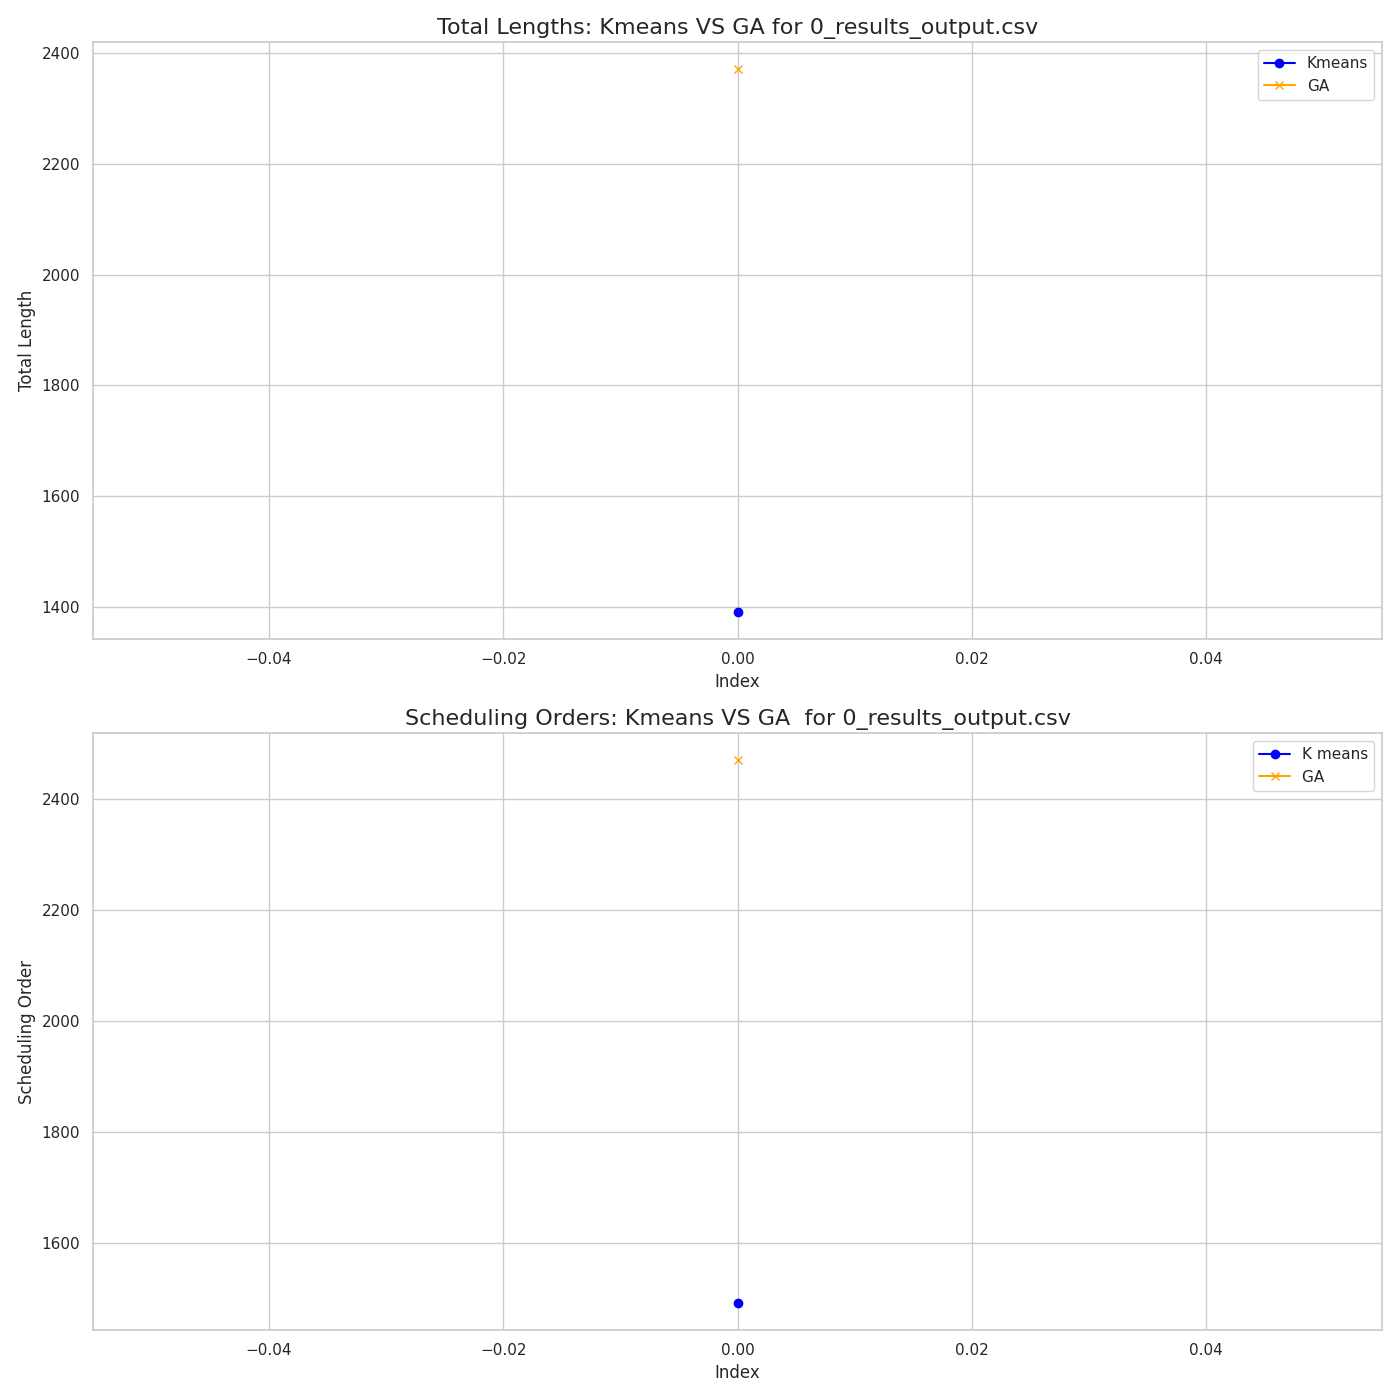 Total Lengths: Kmeans VS GA for 0_results_output.csv
2400
2200
2000
1800
1600
1400
Total Length
Kmeans
GA
−0.04
−0.02
0.00
0.02
0.04
Index
Scheduling Orders: Kmeans VS GA  for 0_results_output.csv
2400
2200
2000
1800
1600
Scheduling Order
K means
GA
−0.04
−0.02
0.00
0.02
0.04
Index